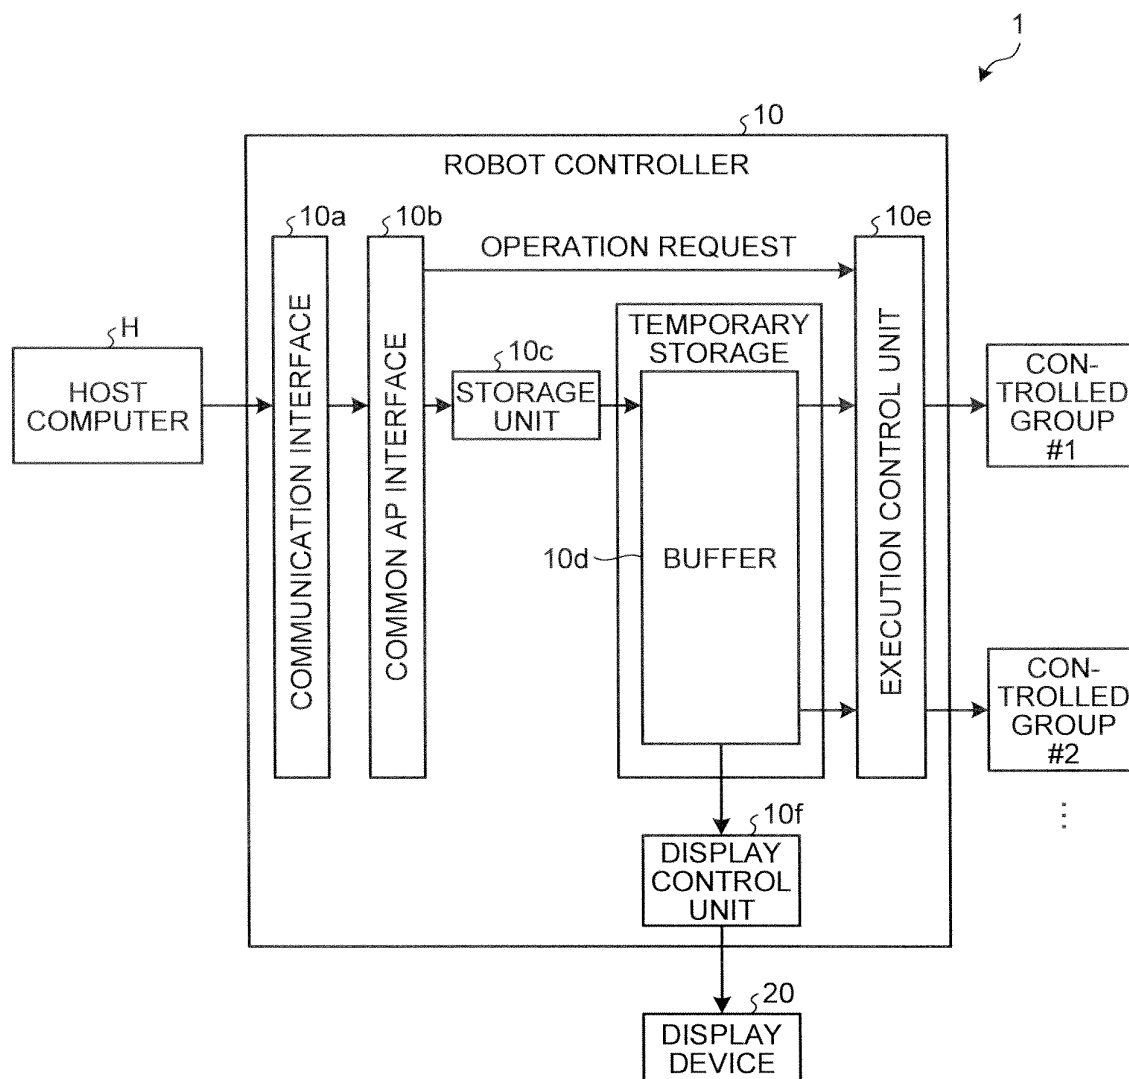 1
10
ROBOT CONTROLLER
10a
10b
10e
OPERATION REQUEST
H
HOST
COMPUTER
COMMUNICATION INTERFACE
COMMON AP INTERFACE
10c
STORAGE
UNIT
TEMPORARY
STORAGE
10d
BUFFER
EXECUTION CONTROL UNIT
CON-
TROLLED
GROUP
#1
CON-
TROLLED
GROUP
#2
...
10f
DISPLAY
CONTROL
UNIT
20
DISPLAY
DEVICE